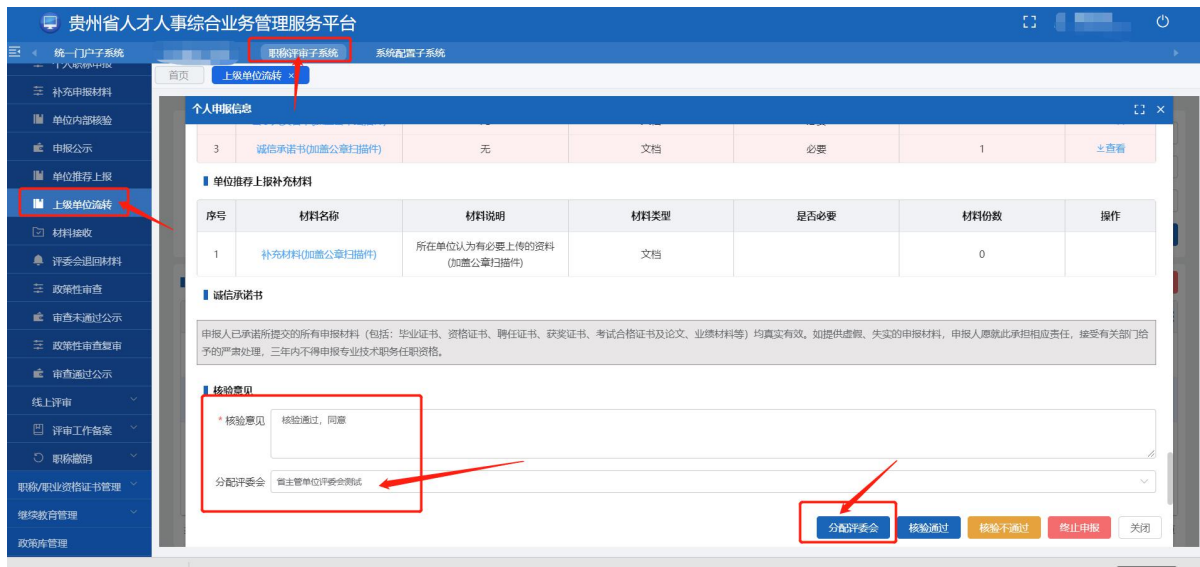 贵州省人才人事综合业务管理服务平台
统一门户子系统 职称评审子系统 系统配置子系统
个人职称申报 首页 上级单位流转 ×
补充申报材料
个人申报信息
单位内部核验
申报公示
3 诚信承诺书(加盖公章扫描件) 无 文档 必要 1 查看
单位推荐上报
单位推荐上报补充材料
上级单位流转
序号 材料名称 材料说明 材料类型 是否必要 材料份数 操作
材料接收
1 补充材料(加盖公章扫描件) 所在单位认为有必要上传的资料 文档 0
(加盖公章扫描件)
评委会退回材料
政策性审查
诚信承诺书
审查未通过公示
申报人已承诺所提交的所有申报材料（包括：毕业证书、资格证书、聘任证书、获奖证书、考试合格证书及论文、业绩材料等）均真实有效。如提供虚假、失实的申报材料，申报人愿就此承担相应责任，接受有关部门给
予的严肃处理，三年内不得申报专业技术职务任职资格。
政策性审查复审
审查通过公示
核验意见
线上评审
* 核验意见 核验通过，同意
评审工作备案
职称撤销
分配评委会 省主管单位评委会测试
职称/职业资格证书管理
继续教育管理
分配评委会 核验通过 核验不通过 终止申报 关闭
政策库管理